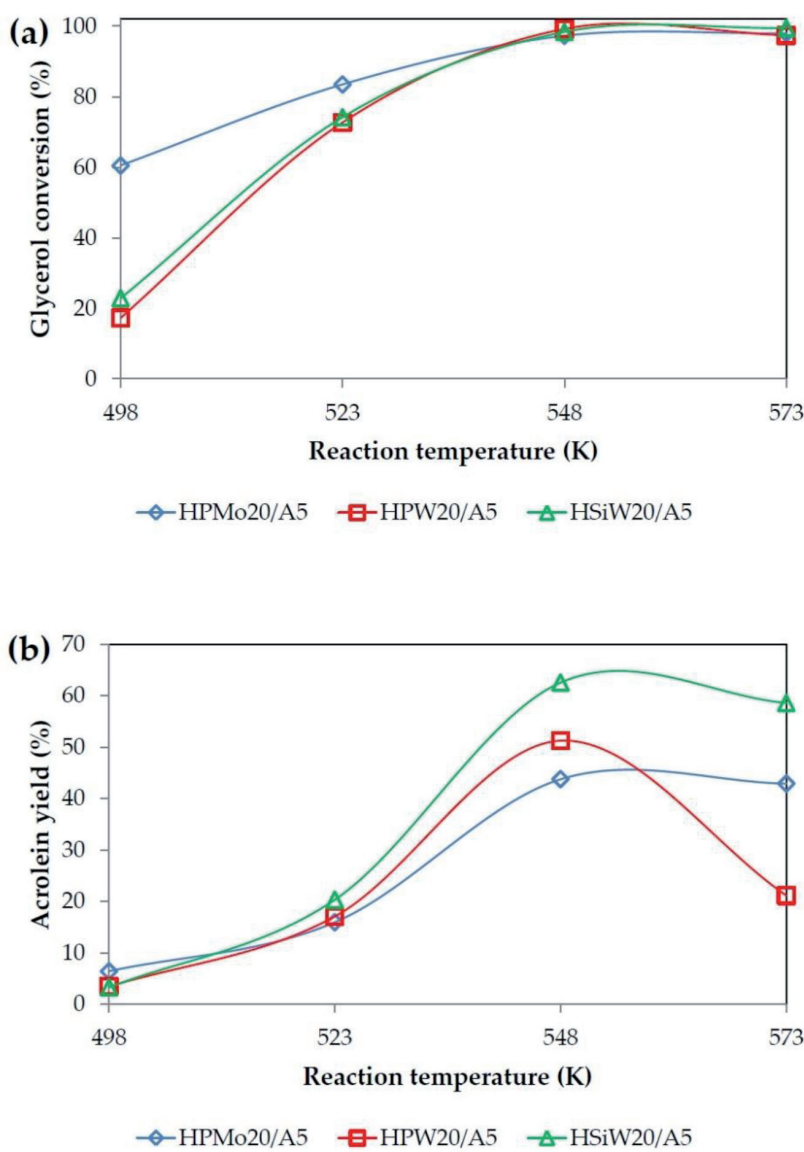 (a)
Glycerol conversion (%)
100
80
60
40
20
0
498 523 548 573
Reaction temperature (K)
HPMo20/A5 HPW20/A5 HSiW20/A5
(b)
Acrolein yield (%)
70
60
50
40
30
20
10
0
498 523 548 573
Reaction temperature (K)
HPMo20/A5 HPW20/A5 HSiW20/A5